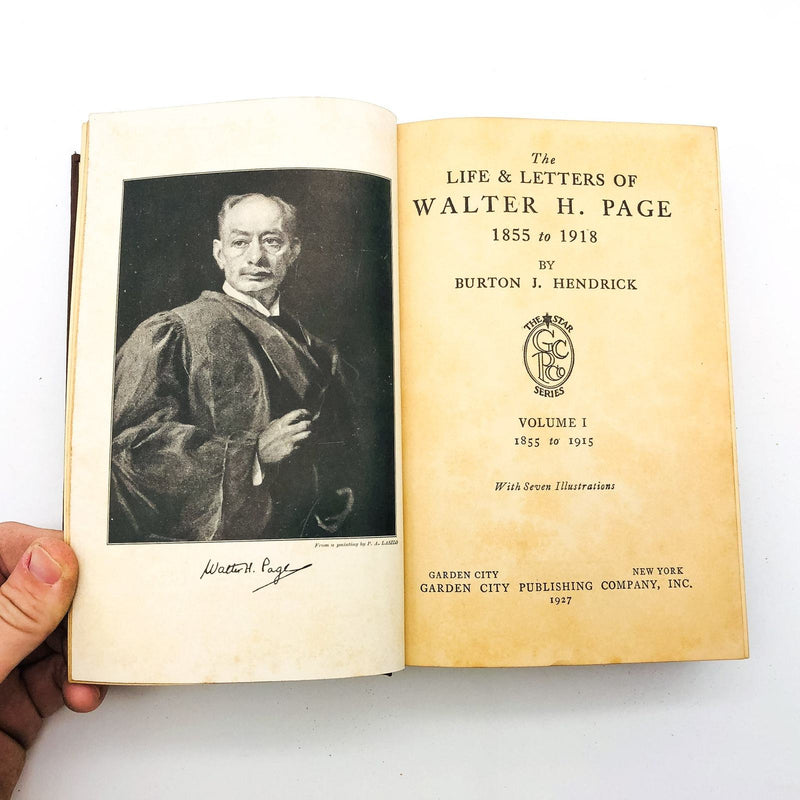 From a painting by P. A. LASZLO
Walter H. Page
The
LIFE & LETTERS OF
WALTER H. PAGE
1855 to 1918
BY
BURTON J. HENDRICK
THE STAR
GCPCo
SERIES
VOLUME I
1855 to 1915
With Seven Illustrations
GARDEN CITY NEW YORK
GARDEN CITY PUBLISHING COMPANY, INC.
1927